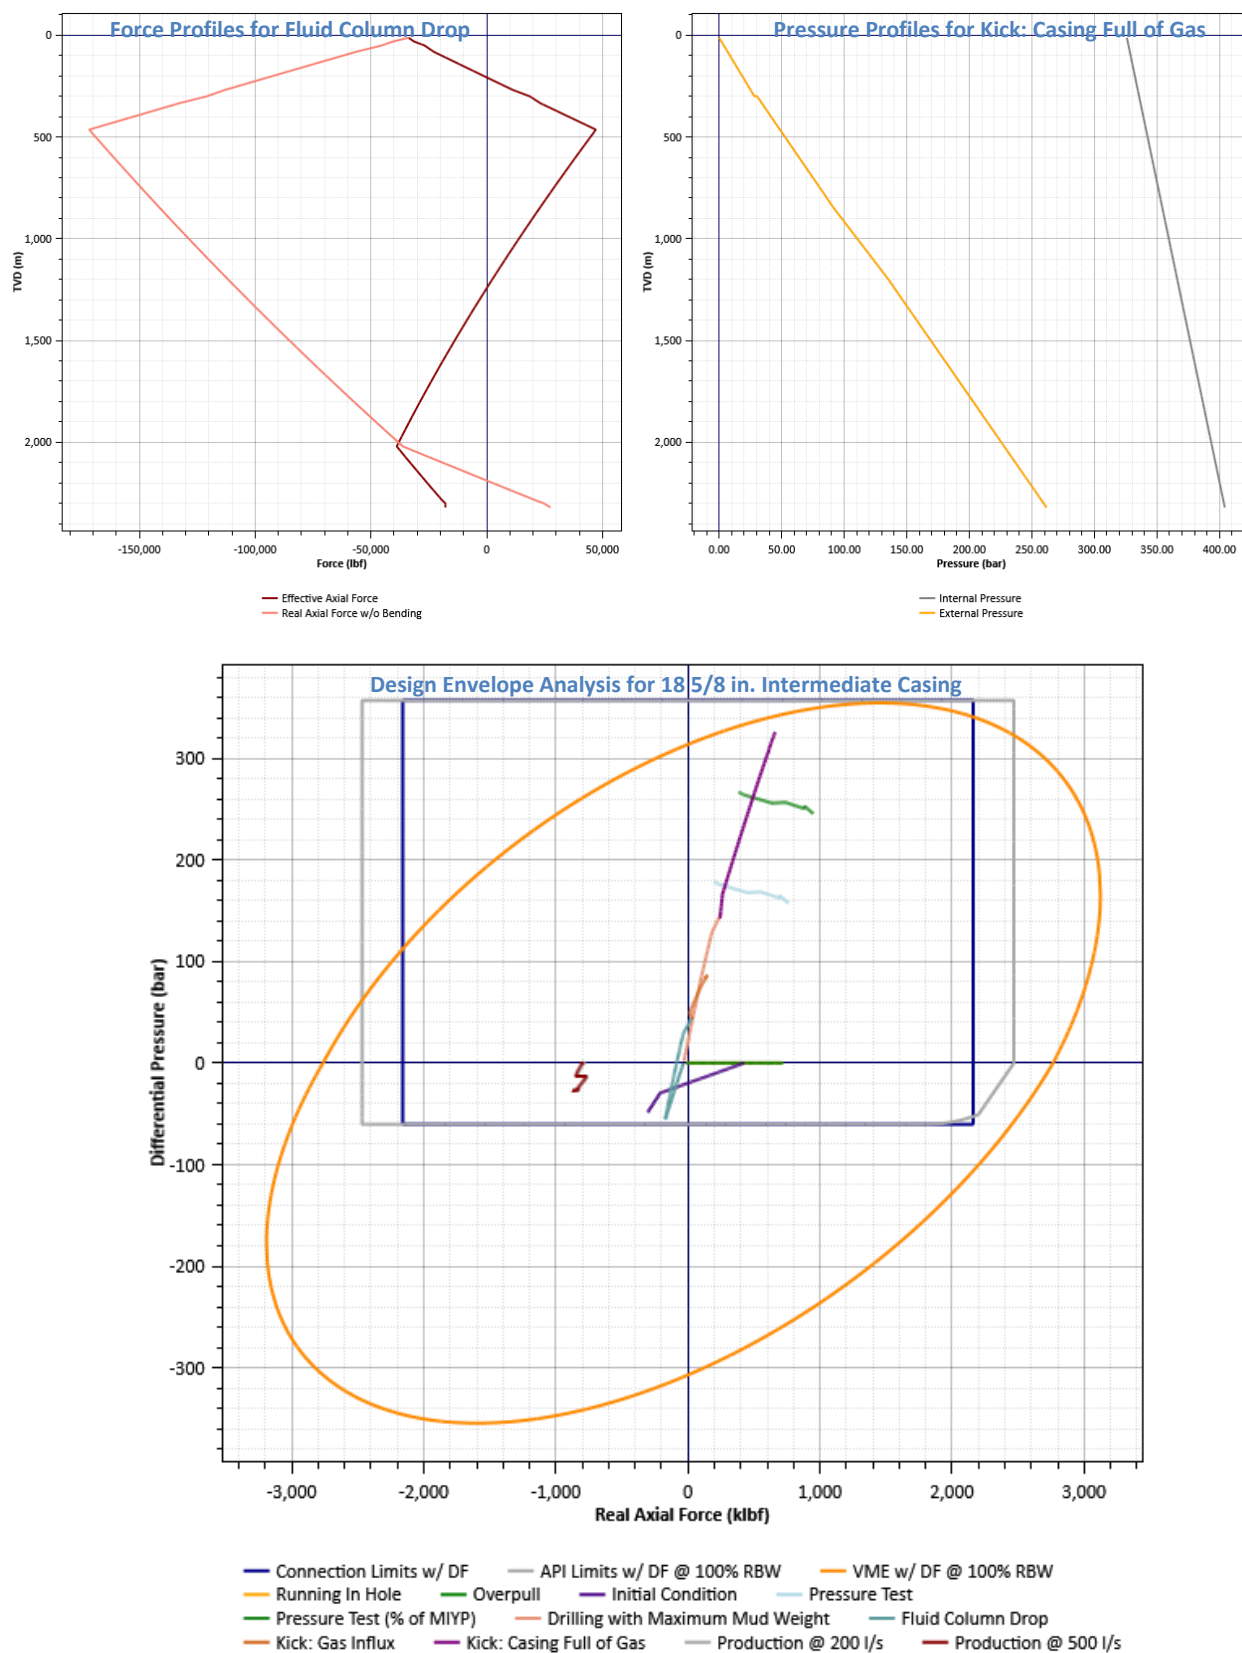 Force Profiles for Fluid Column Drop
0
500
1,000
1,500
2,000
TVD (m)
-150,000 -100,000 -50,000 0 50,000
Force (lbf)
Effective Axial Force
Real Axial Force w/o Bending
Pressure Profiles for Kick: Casing Full of Gas
0
500
1,000
1,500
2,000
TVD (m)
0.00 50.00 100.00 150.00 200.00 250.00 300.00 350.00 400.00
Pressure (bar)
Internal Pressure
External Pressure
Design Envelope Analysis for 18 5/8 in. Intermediate Casing
300
200
100
0
-100
-200
-300
Differential Pressure (bar)
-3,000 -2,000 -1,000 0 1,000 2,000 3,000
Real Axial Force (klbf)
Connection Limits w/ DF API Limits w/ DF @ 100% RBW VME w/ DF @ 100% RBW
Running In Hole Overpull Initial Condition Pressure Test
Pressure Test (% of MIYP) Drilling with Maximum Mud Weight Fluid Column Drop
Kick: Gas Influx Kick: Casing Full of Gas Production @ 200 l/s Production @ 500 l/s